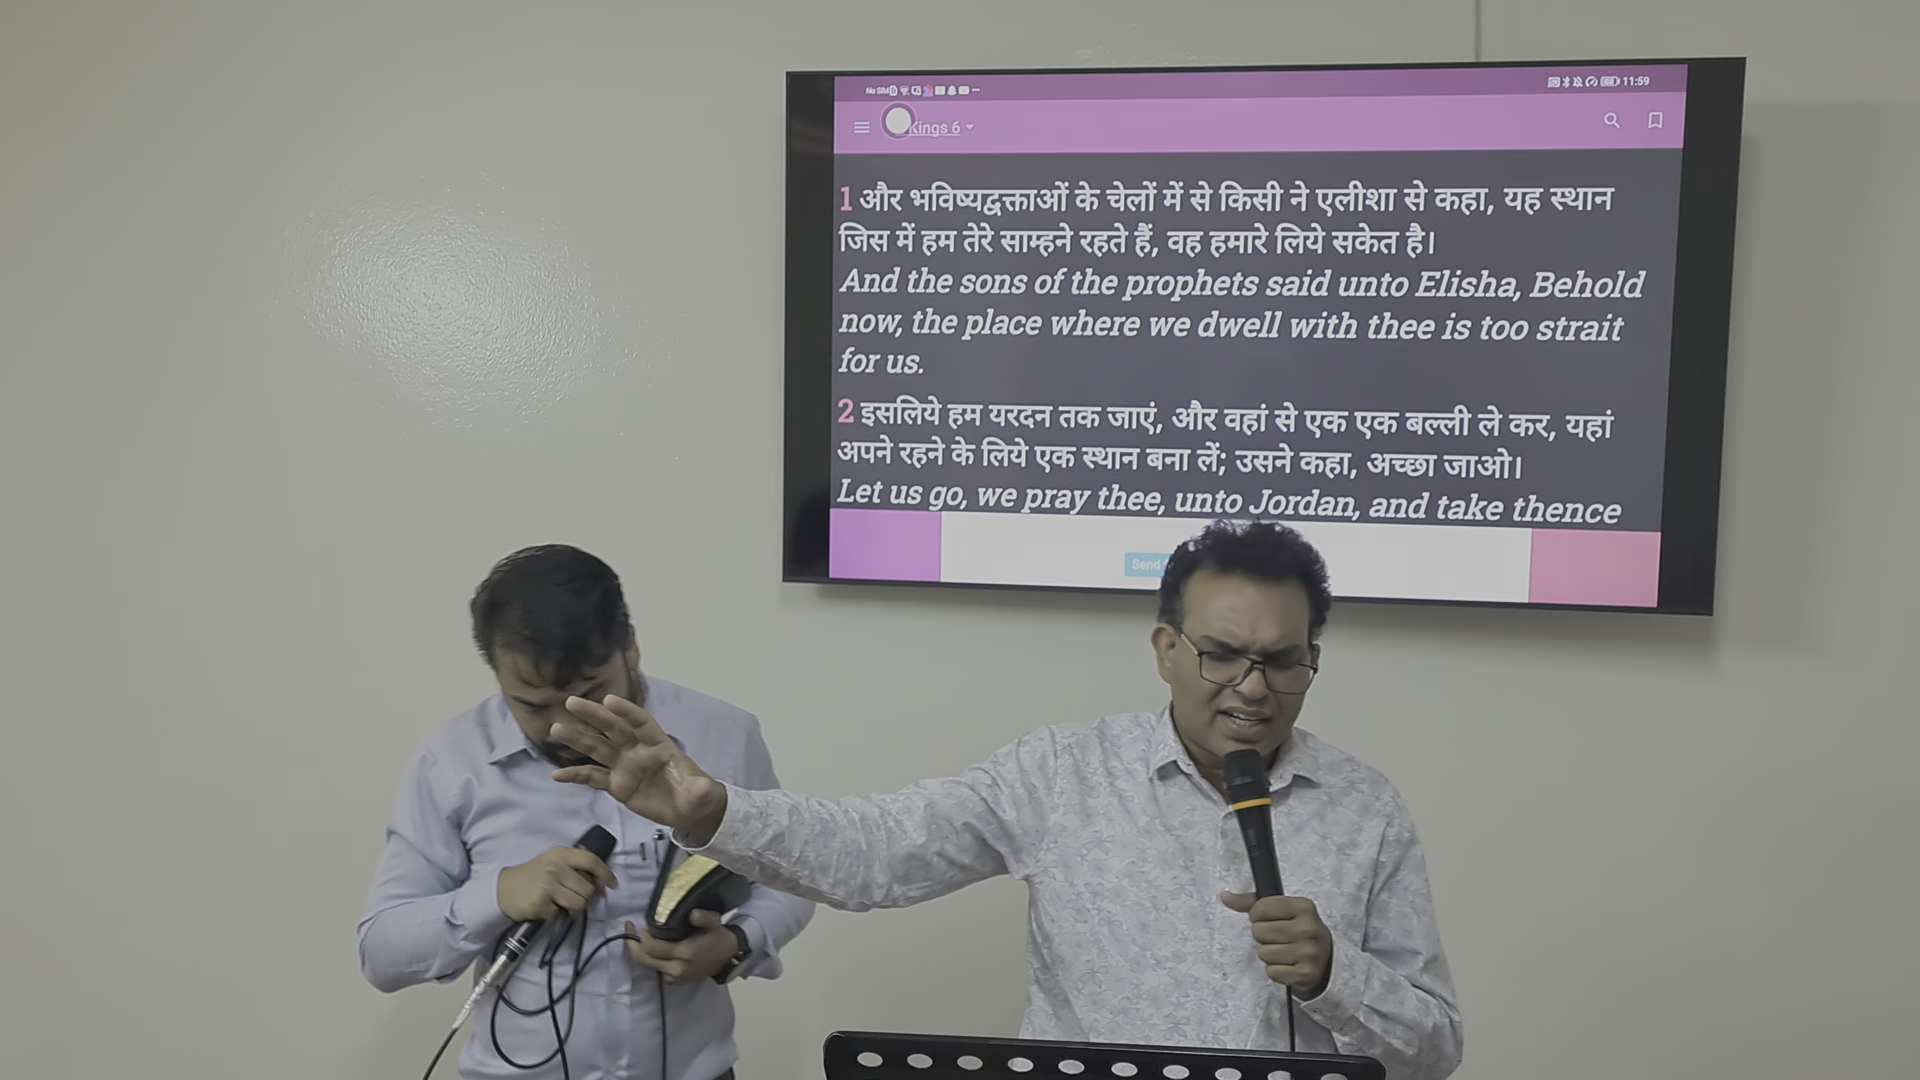 No SIM 11:59
Kings 6
1 और भविष्यद्वक्ताओं के चेलों में से किसी ने एलीशा से कहा, यह स्थान
जिस में हम तेरे साम्हने रहते हैं, वह हमारे लिये सकेत है।
And the sons of the prophets said unto Elisha, Behold
now, the place where we dwell with thee is too strait
for us.
2 इसलिये हम यरदन तक जाएं, और वहां से एक एक बल्ली ले कर, यहां
अपने रहने के लिये एक स्थान बना लें; उसने कहा, अच्छा जाओ।
Let us go, we pray thee, unto Jordan, and take thence
Send